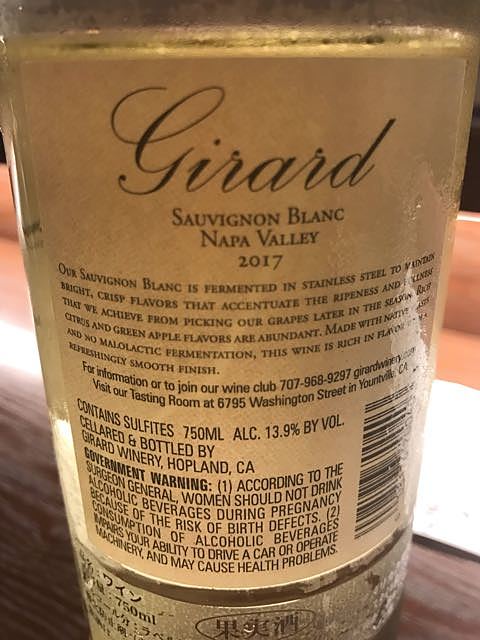 Girard
SAUVIGNON BLANC
NAPA VALLEY
2017
OUR SAUVIGNON BLANC IS FERMENTED IN STAINLESS STEEL TO MAINTAIN
BRIGHT, CRISP FLAVORS THAT ACCENTUATE THE RIPENESS AND
THAT WE ACHIEVE FROM PICKING OUR GRAPES LATER IN THE SEASON. RICH
CITRUS AND GREEN APPLE FLAVORS ARE ABUNDANT. MADE WITH NATIVE
AND NO MALOLACTIC FERMENTATION, THIS WINE IS RICH IN
REFRESHINGLY SMOOTH FINISH.
For information or to join our wine club 707-968-9297 girardwinery.com
Visit our Tasting Room at 6795 Washington Street in Yountville, CA
CONTAINS SULFITES 750ML ALC. 13.9% BY VOL.
CELLARED & BOTTLED BY
GIRARD WINERY, HOPLAND, CA
GOVERNMENT WARNING: (1) ACCORDING TO THE
SURGEON GENERAL, WOMEN SHOULD NOT DRINK
ALCOHOLIC BEVERAGES DURING PREGNANCY
BECAUSE OF THE RISK OF BIRTH DEFECTS. (2)
CONSUMPTION OF ALCOHOLIC BEVERAGES
IMPAIRS YOUR ABILITY TO DRIVE A CAR OR OPERATE
MACHINERY, AND MAY CAUSE HEALTH PROBLEMS.
ワイン
750ml
果実酒